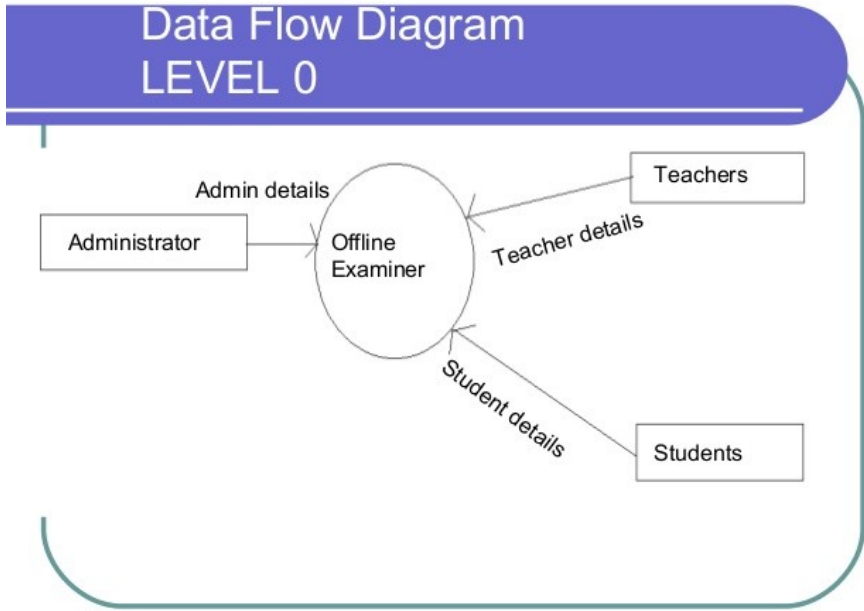 Data Flow Diagram
LEVEL 0
Admin details
Administrator
Offline
Examiner
Teachers
Teacher details
Student details
Students